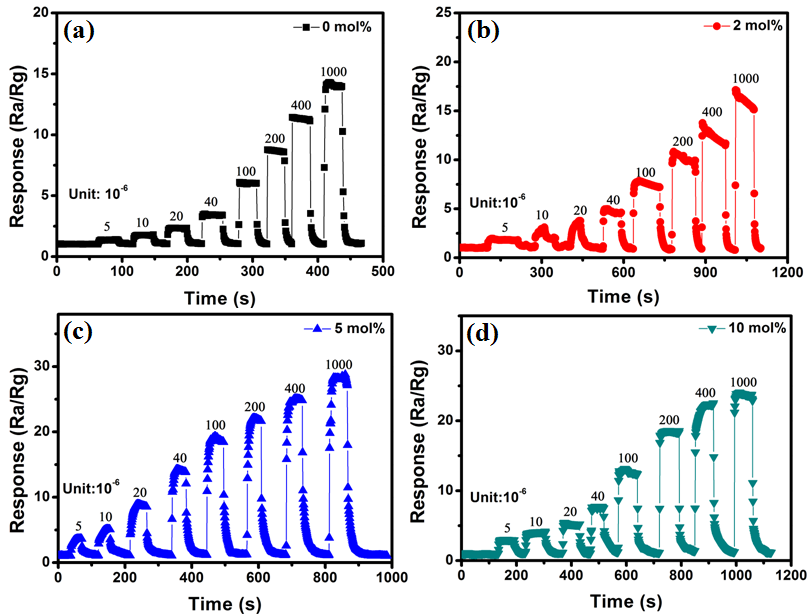 (a)
0 mol%
Response (Ra/Rg)
20
15
10
5
0
Unit: 10-6
5
10
20
40
100
200
400
1000
0 100 200 300 400 500
Time (s)
(b)
2 mol%
Response (Ra/Rg)
25
20
15
10
5
0
Unit:10-6
5
10
20
40
100
200
400
1000
0 300 600 900 1200
Time (s)
(c)
5 mol%
Response (Ra/Rg)
30
20
10
0
Unit:10-6
5
10
20
40
100
200
400
1000
0 200 400 600 800 1000
Time (s)
(d)
10 mol%
Response (Ra/Rg)
30
20
10
0
Unit:10-6
5
10
20
40
100
200
400
1000
0 200 400 600 800 1000 1200
Time (s)